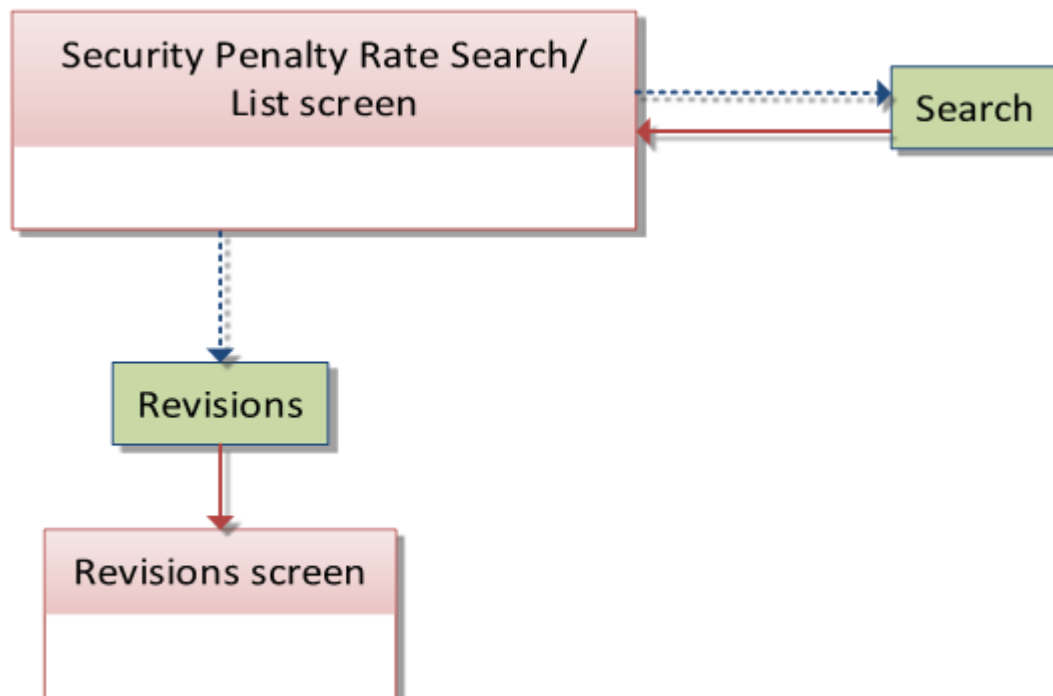 Security Penalty Rate Search/
List screen
Search
Revisions
Revisions screen